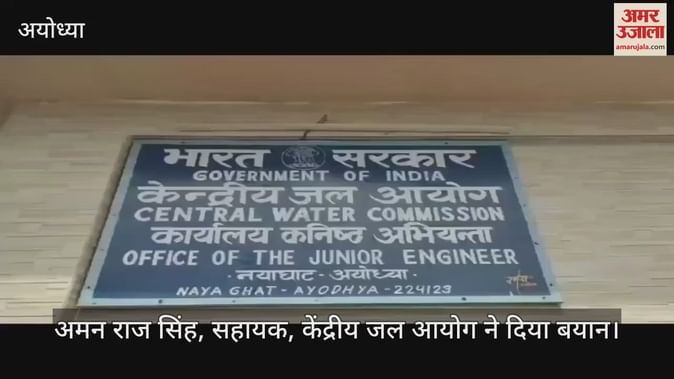 अयोध्या
अमर
उजाला
amarujala.com
भारत सरकार
GOVERNMENT OF INDIA
केन्द्रीय जल आयोग
CENTRAL WATER COMMISSION
कार्यालय कनिष्ठ अभियन्ता
OFFICE OF THE JUNIOR ENGINEER
- नयाघाट - अयोध्या -
NAYA GHAT - AYODHYA - 224123
अमन राज सिंह, सहायक, केंद्रीय जल आयोग ने दिया बयान।